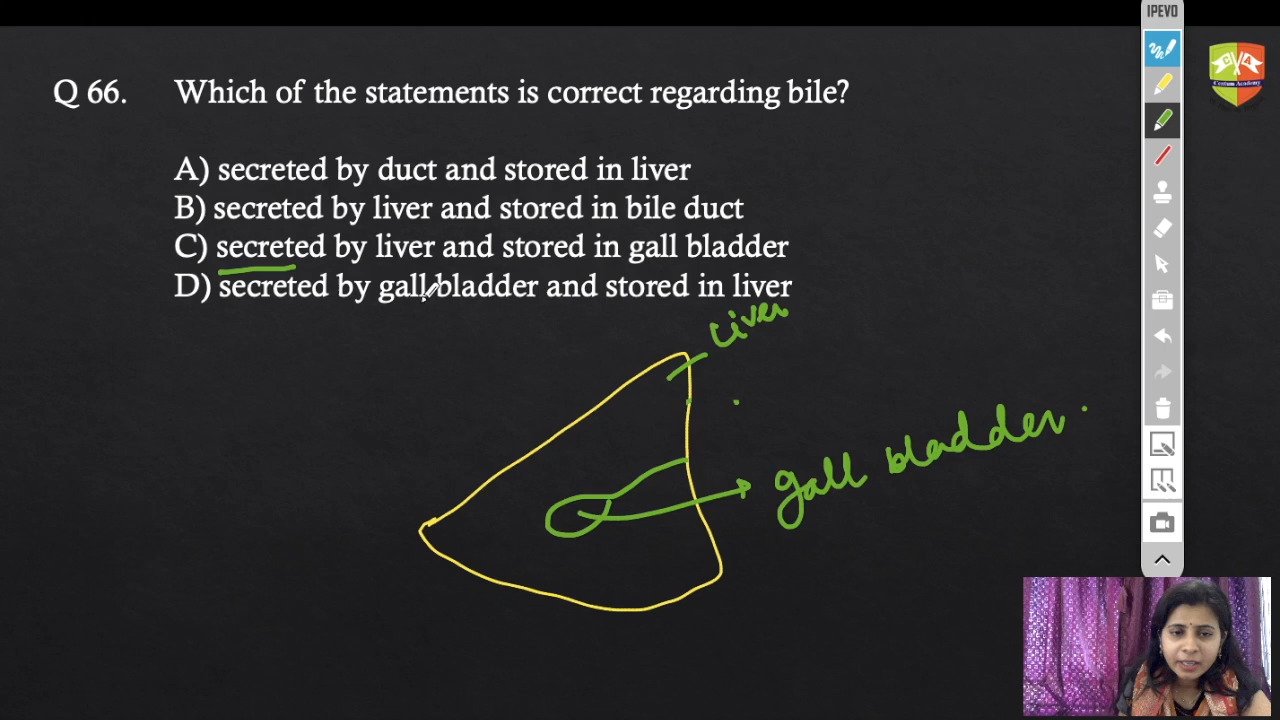 IPEVO
Q 66. Which of the statements is correct regarding bile?
A) secreted by duct and stored in liver
B) secreted by liver and stored in bile duct
C) secreted by liver and stored in gall bladder
D) secreted by gall bladder and stored in liver
Liver
gall bladder
Centum Academy